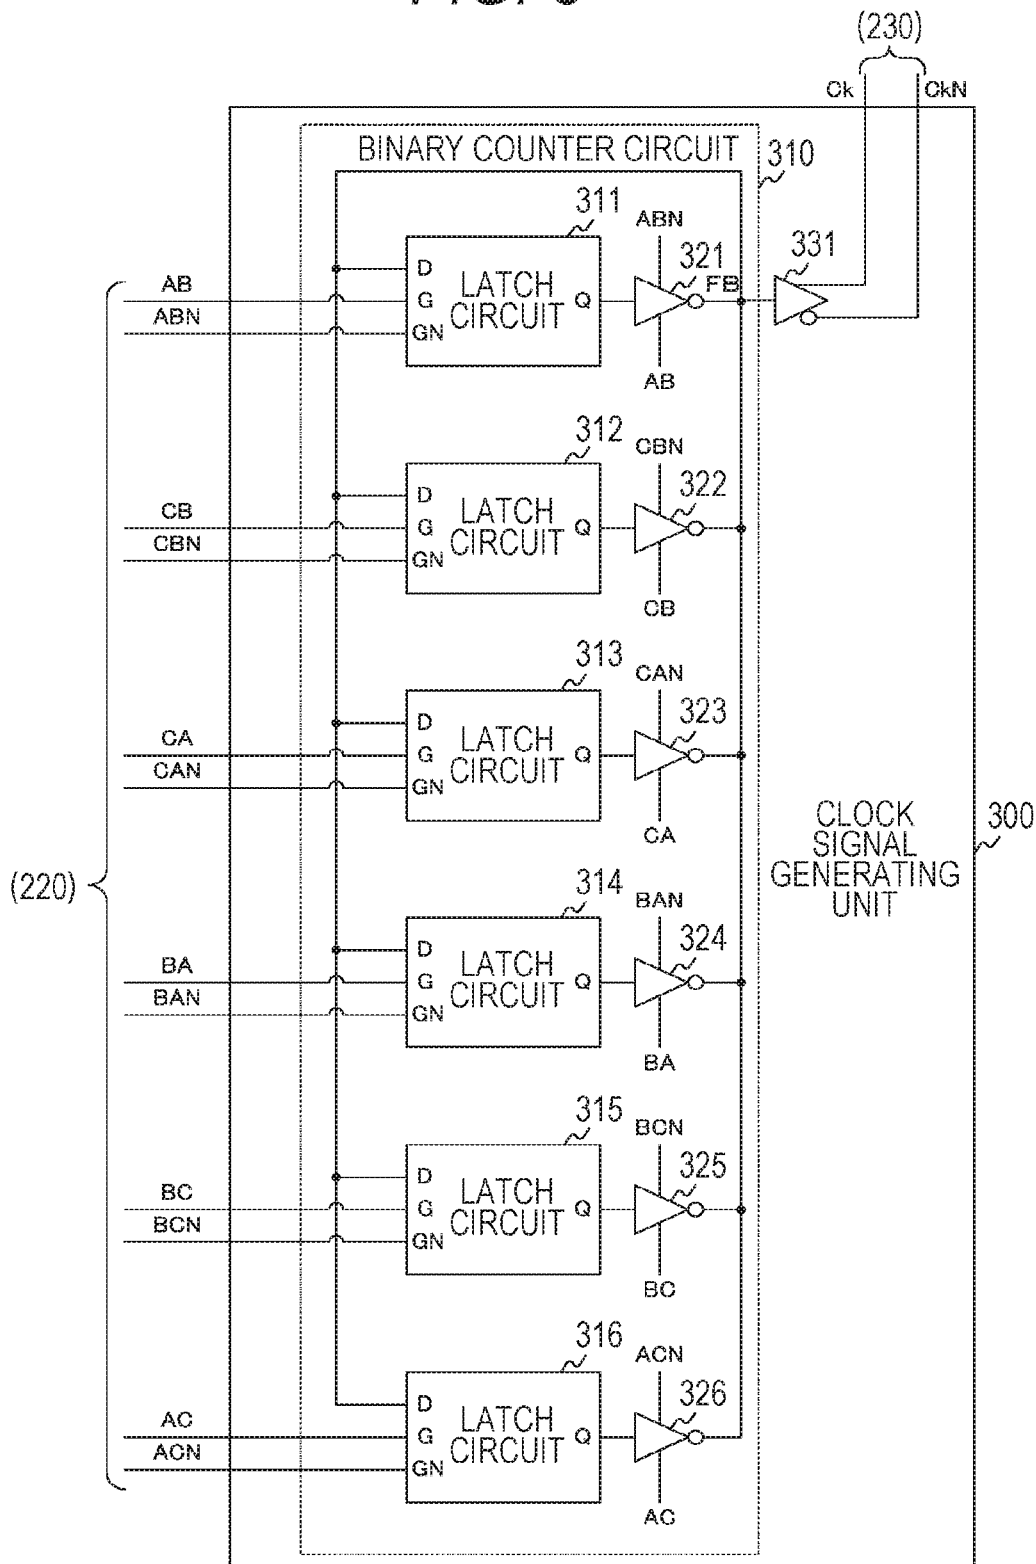 (230)
Ck
CkN
BINARY COUNTER CIRCUIT
310
311
ABN
321
331
FB
AB
ABN
D
G
GN
LATCH
CIRCUIT
Q
AB
312
CBN
322
CB
CBN
D
G
GN
LATCH
CIRCUIT
Q
CB
313
CAN
323
CA
CAN
D
G
GN
LATCH
CIRCUIT
Q
CA
CLOCK
SIGNAL
GENERATING
UNIT
300
(220)
314
BAN
324
BA
BAN
D
G
GN
LATCH
CIRCUIT
Q
BA
315
BCN
325
BC
BCN
D
G
GN
LATCH
CIRCUIT
Q
BC
316
ACN
326
AC
ACN
D
G
GN
LATCH
CIRCUIT
Q
AC